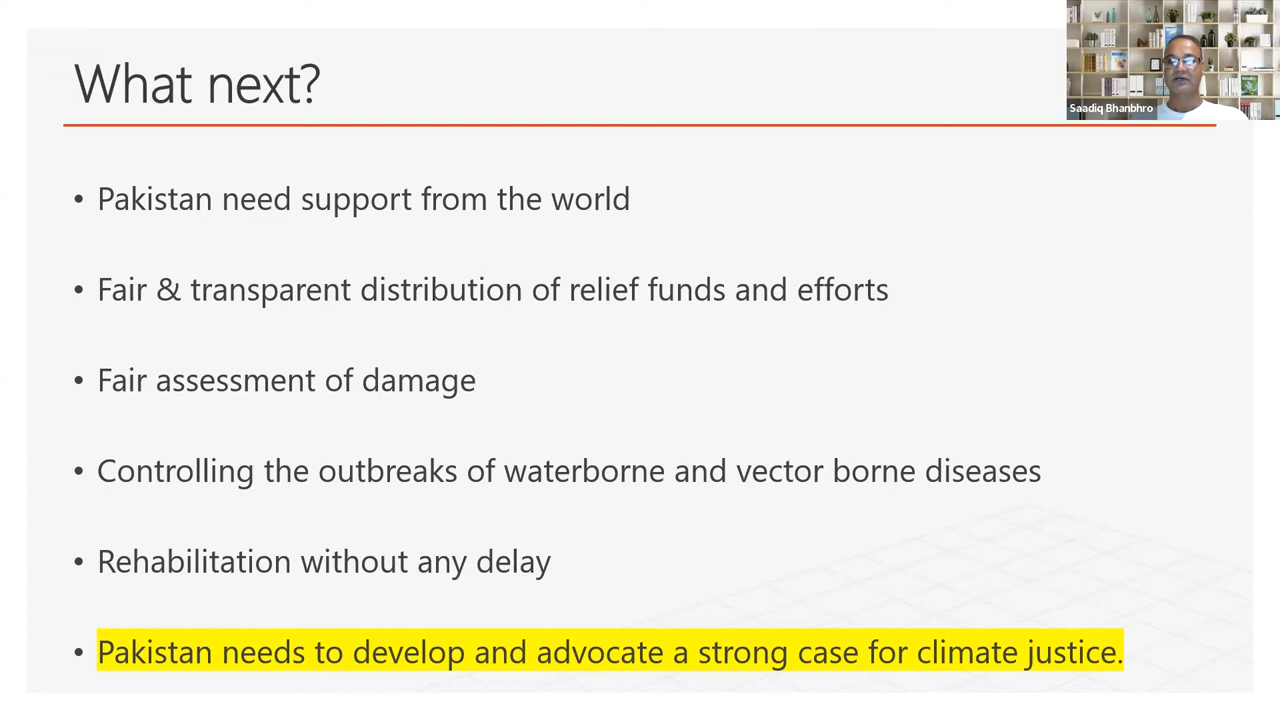 What next?
Saadiq Bhanbhro
• Pakistan need support from the world
• Fair & transparent distribution of relief funds and efforts
• Fair assessment of damage
• Controlling the outbreaks of waterborne and vector borne diseases
• Rehabilitation without any delay
• Pakistan needs to develop and advocate a strong case for climate justice.